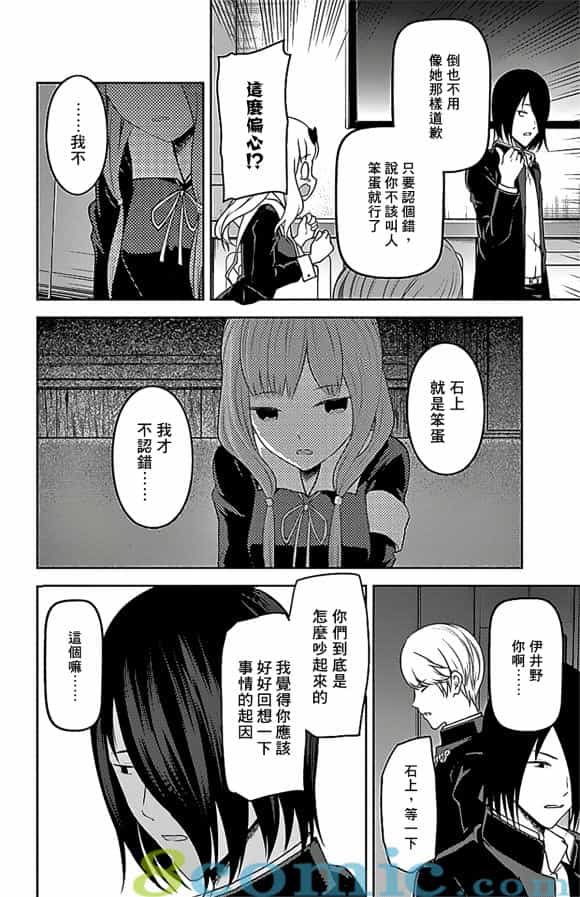 倒也不用
像她那樣道歉
只要認個錯，
說你不該叫人
笨蛋就行了
這麼偏心!?
……我不
石上
就是笨蛋
我才
不認錯……
伊井野
你啊……
石上，等一下
你們到底是
怎麼吵起來的
我覺得你應該
好好回想一下
事情的起因
這個嘛……
8comic.com